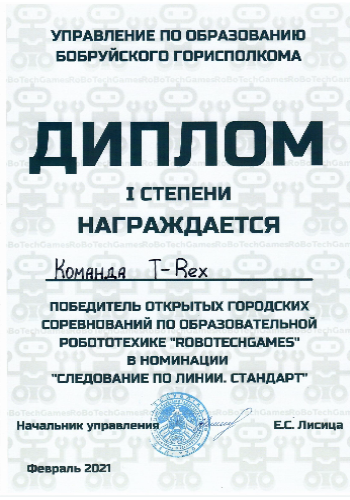 УПРАВЛЕНИЕ ПО ОБРАЗОВАНИЮ
БОБРУЙСКОГО ГОРИСПОЛКОМА
ДИПЛОМ
I СТЕПЕНИ
НАГРАЖДАЕТСЯ
Команда T-Rex
ПОБЕДИТЕЛЬ ОТКРЫТЫХ ГОРОДСКИХ
СОРЕВНОВАНИЙ ПО ОБРАЗОВАТЕЛЬНОЙ
РОБОТОТЕХИКЕ "ROBOTECHGAMES"
В НОМИНАЦИИ
"СЛЕДОВАНИЕ ПО ЛИНИИ. СТАНДАРТ"
Начальник управления Е.С. Лисица
Февраль 2021